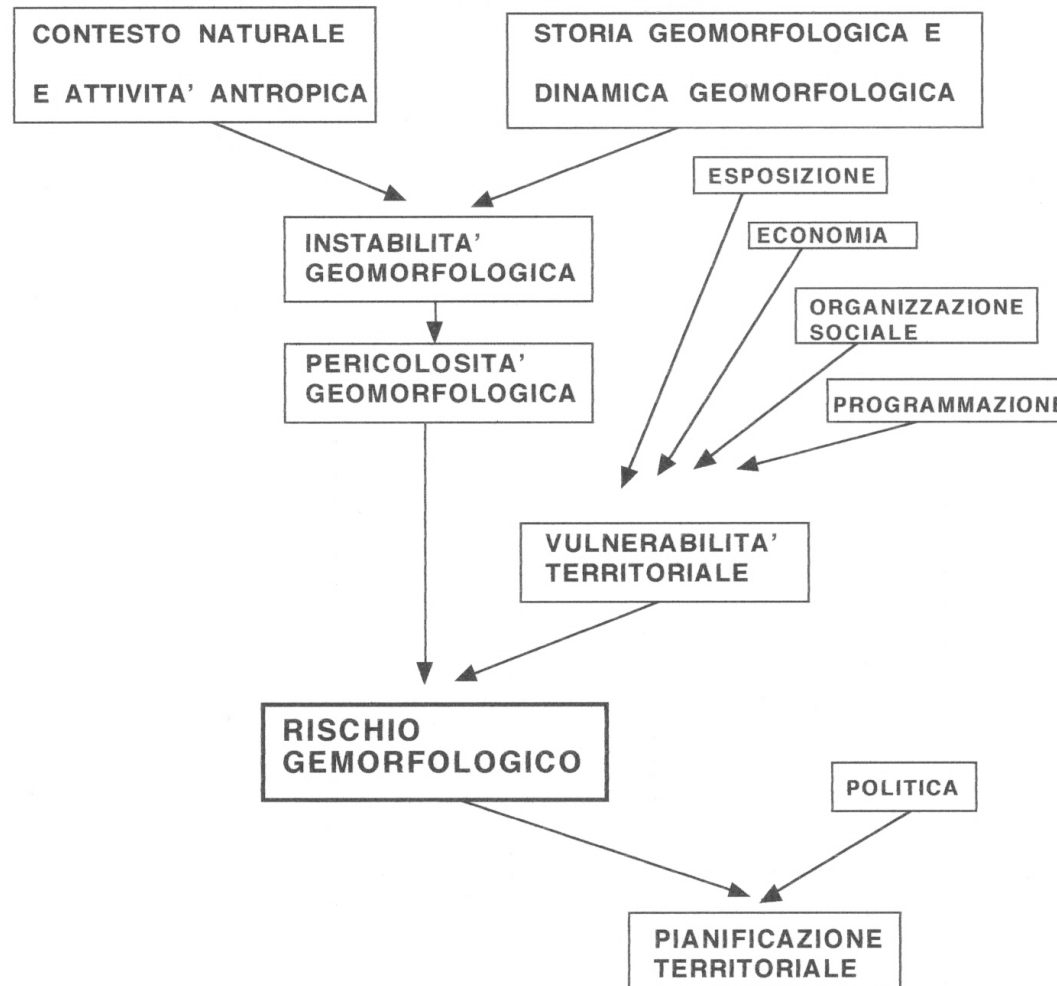 CONTESTO NATURALE
E ATTIVITA' ANTROPICA
STORIA GEOMORFOLOGICA E
DINAMICA GEOMORFOLOGICA
ESPOSIZIONE
ECONOMIA
INSTABILITA'
GEOMORFOLOGICA
ORGANIZZAZIONE
SOCIALE
PERICOLOSITA'
GEOMORFOLOGICA
PROGRAMMAZIONE
VULNERABILITA'
TERRITORIALE
RISCHIO
GEMORFOLOGICO
POLITICA
PIANIFICAZIONE
TERRITORIALE